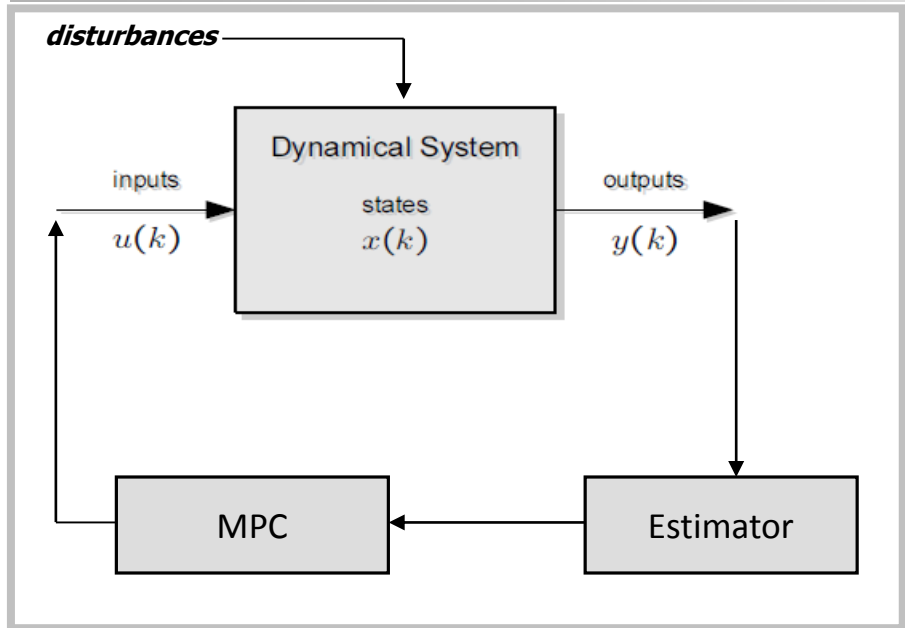 disturbances
Dynamical System
inputs
states
outputs
u(k)
x(k)
y(k)
MPC
Estimator